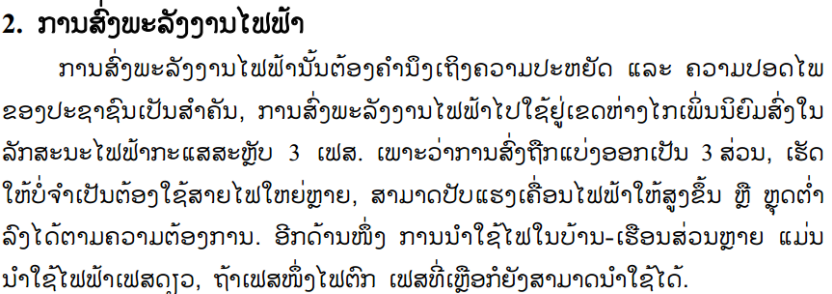 2. ການສົ່ງພະລັງງານໄຟຟ້າ
ການສົ່ງພະລັງງານໄຟຟ້ານັ້ນຕ້ອງຄຳນຶງເຖິງຄວາມປະຫຍັດ ແລະ ຄວາມປອດໄພ
ຂອງປະຊາຊົນເປັນສຳຄັນ, ການສົ່ງພະລັງງານໄຟຟ້າໄປໃຊ້ຢູ່ເຂດຫ່າງໄກເພິ່ນນິຍົມສົ່ງໃນ
ລັກສະນະໄຟຟ້າກະແສສະຫຼັບ 3 ເຟສ. ເພາະວ່າການສົ່ງຖືກແບ່ງອອກເປັນ 3 ສ່ວນ, ເຮັດ
ໃຫ້ບໍ່ຈຳເປັນຕ້ອງໃຊ້ສາຍໄຟໃຫຍ່ຫຼາຍ, ສາມາດປັບແຮງເຄື່ອນໄຟຟ້າໃຫ້ສູງຂຶ້ນ ຫຼື ຫຼຸດຕ່ຳ
ລົງໄດ້ຕາມຄວາມຕ້ອງການ. ອີກດ້ານໜຶ່ງ ການນຳໃຊ້ໄຟໃນບ້ານ-ເຮືອນສ່ວນຫຼາຍ ແມ່ນ
ນຳໃຊ້ໄຟຟ້າເຟສດຽວ, ຖ້າເຟສໜຶ່ງໄຟຕົກ ເຟສທີ່ເຫຼືອກໍຍັງສາມາດນຳໃຊ້ໄດ້.